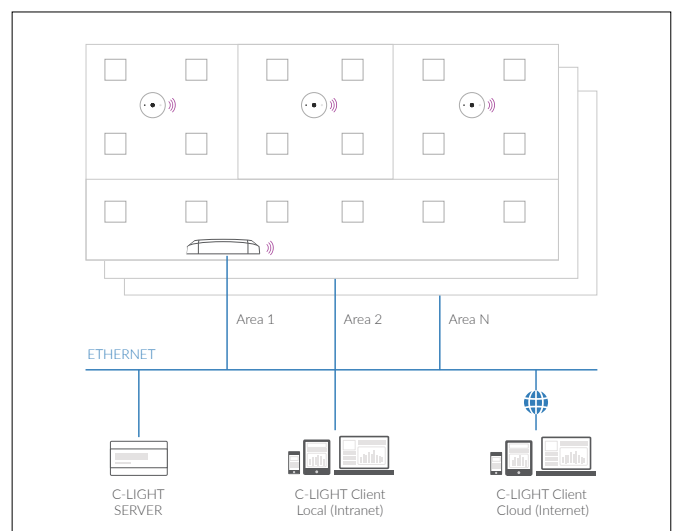 Area 1
Area 2
Area N
ETHERNET
C-LIGHT
SERVER
C-LIGHT Client
Local (Intranet)
C-LIGHT Client
Cloud (Internet)